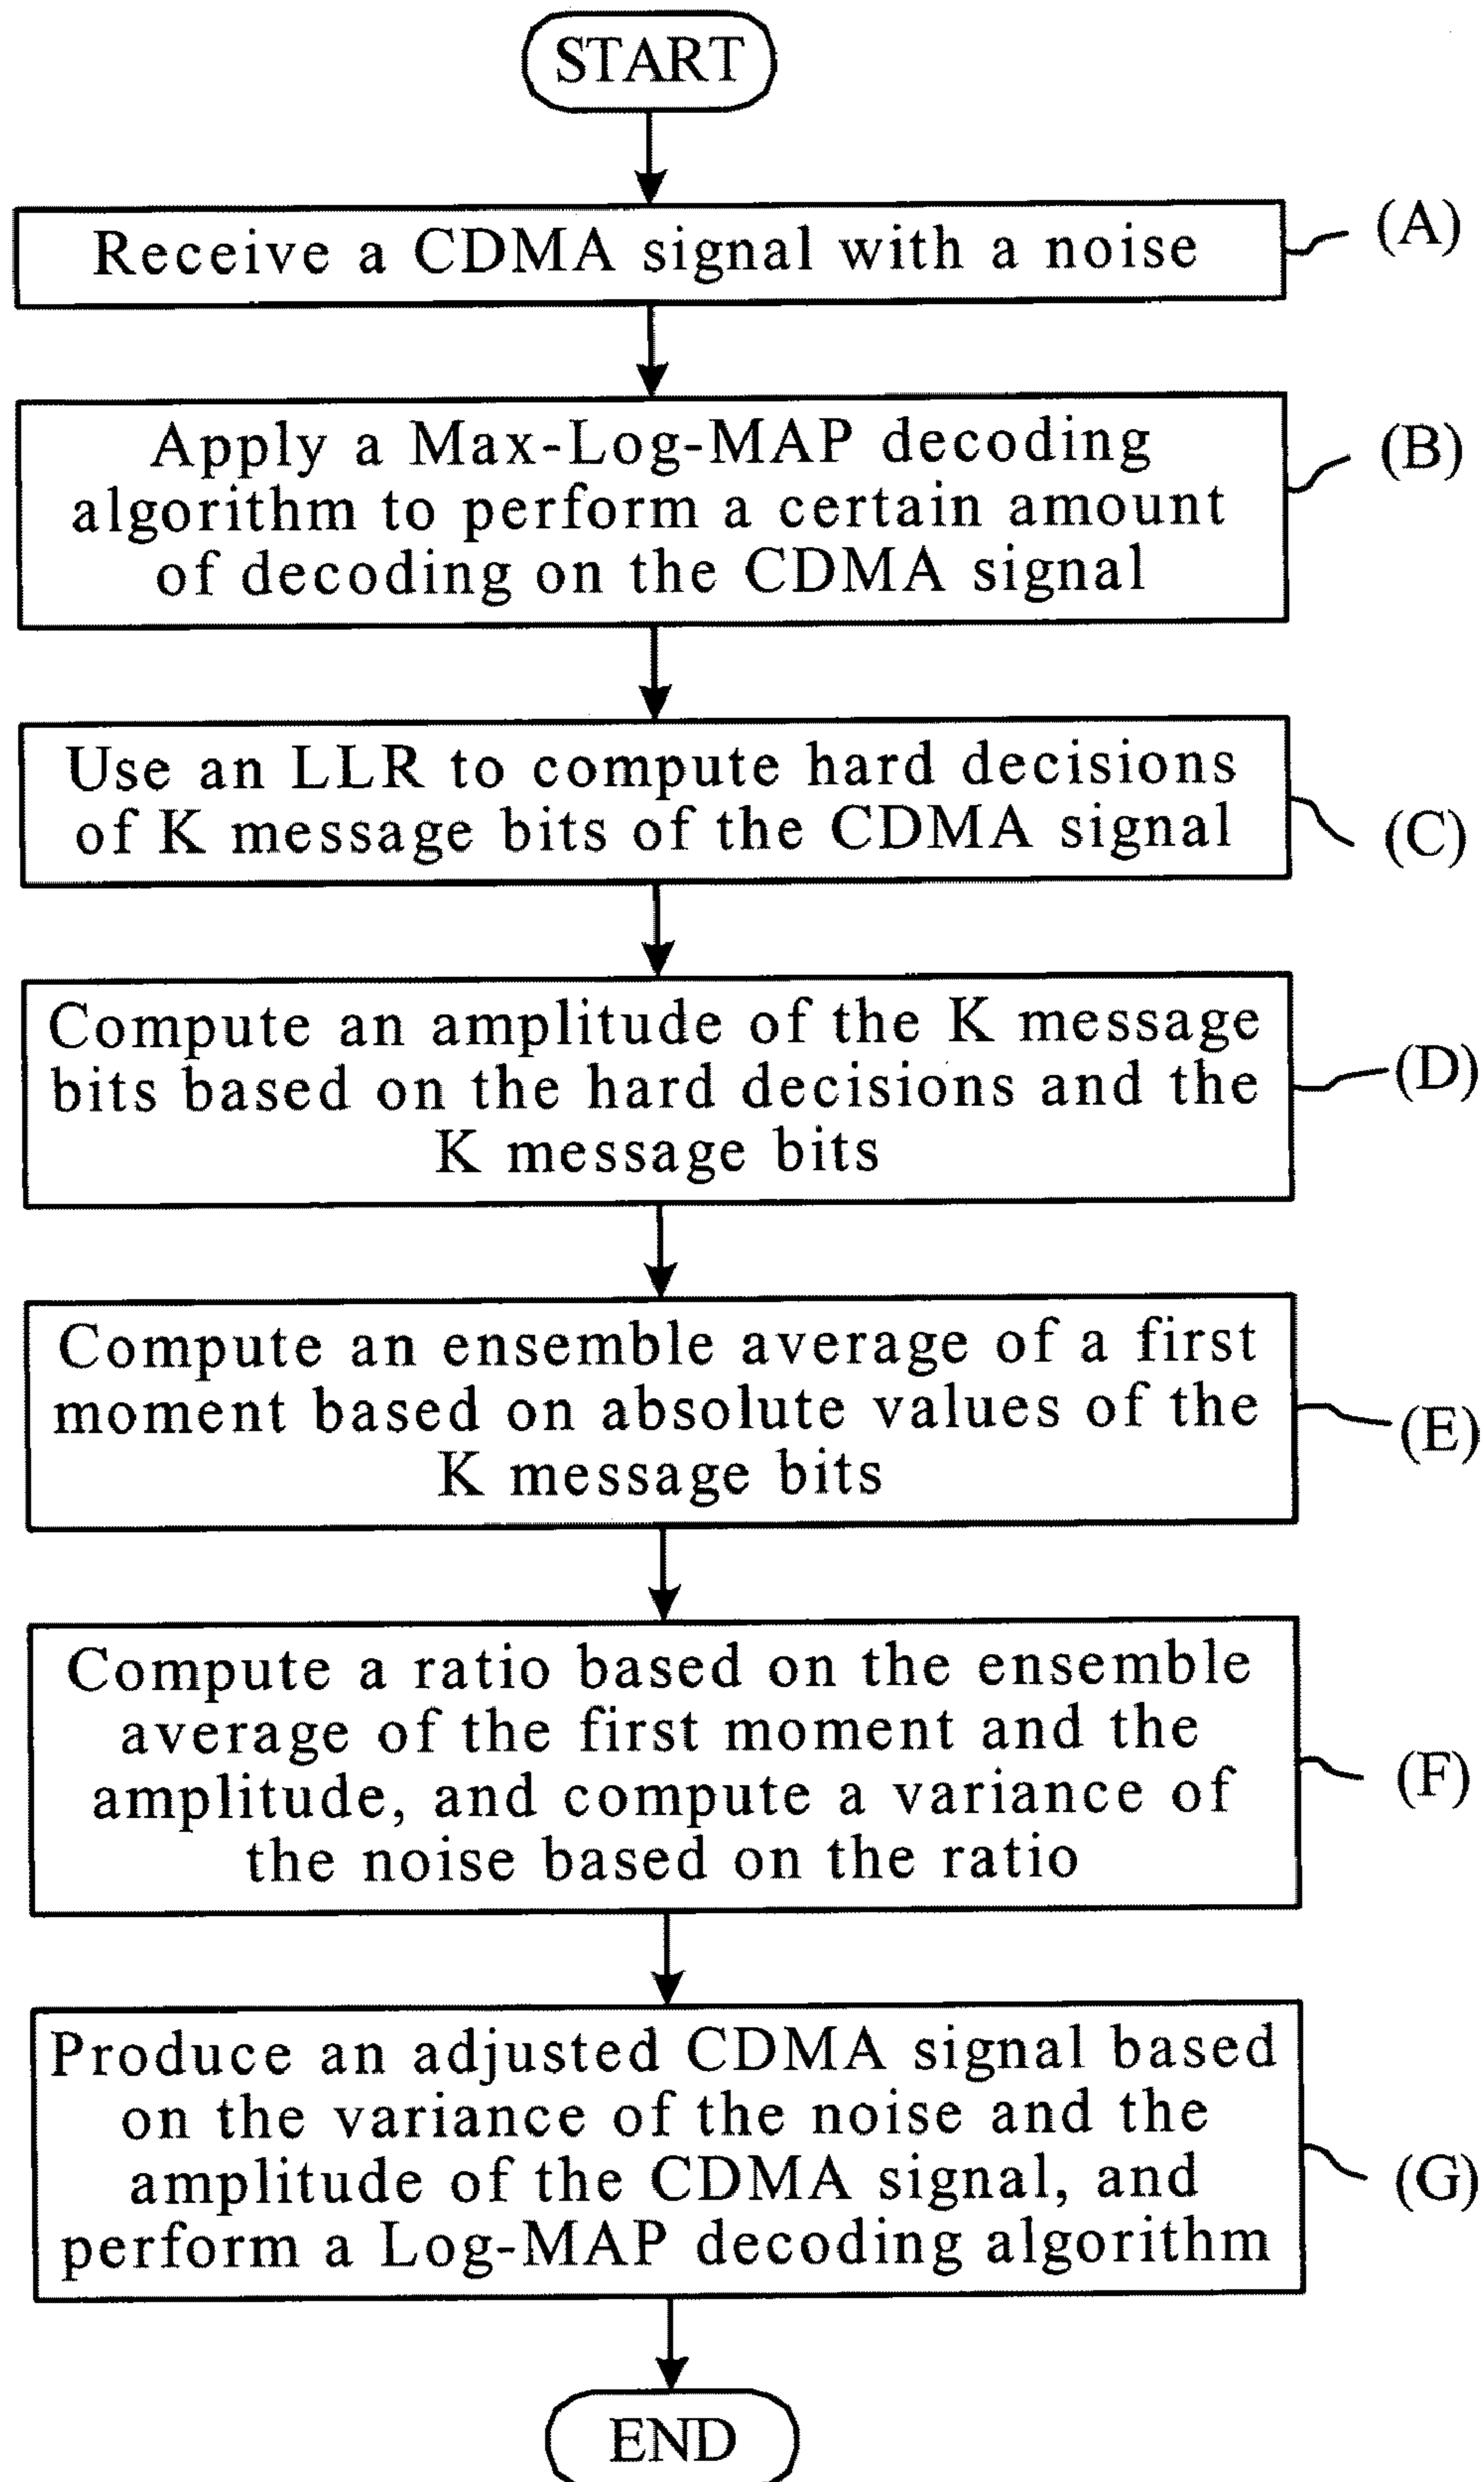 START
Receive a CDMA signal with a noise
(A)
Apply a Max-Log-MAP decoding
algorithm to perform a certain amount
of decoding on the CDMA signal
(B)
Use an LLR to compute hard decisions
of K message bits of the CDMA signal
(C)
Compute an amplitude of the K message
bits based on the hard decisions and the
K message bits
(D)
Compute an ensemble average of a first
moment based on absolute values of the
K message bits
(E)
Compute a ratio based on the ensemble
average of the first moment and the
amplitude, and compute a variance of
the noise based on the ratio
(F)
Produce an adjusted CDMA signal based
on the variance of the noise and the
amplitude of the CDMA signal, and
perform a Log-MAP decoding algorithm
(G)
END